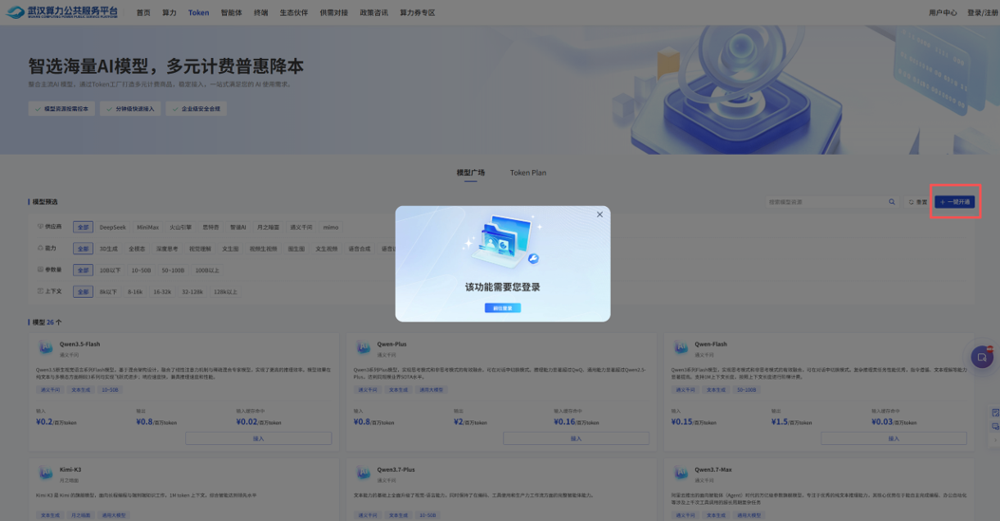 武汉算力公共服务平台
首页 算力 Token 智能体 终端 生态伙伴 供需对接 政策咨讯 算力券专区
用户中心 登录/注册
智选海量AI模型，多元计费普惠降本
整合主流AI 模型，通过Token工厂打造多元计费商品，稳定接入，一站式满足您的 AI 使用需求。
模型资源按需织本 分钟级快速接入 企业级安全合规
模型广场 Token Plan
模型预选
搜索模型名称
重置
一键开通
供应商 全部 DeepSeek MiniMax 火山引擎 百神符 智谱AI 月之暗面 通义千问 mimo
能力 全部 3D生成 全模态 深度思考 视觉理解 文生图 视频生视频 图生图 文生视频 语音合成
参数量 全部 10B以下 10~50B 50~100B 100B以上
上下文 全部 8k以下 8-16k 16-32k 32-128k 128k以上
该功能需要您登录
前往登录
模型 26 个
Qwen3.5-Flash
通义千问
通义千问 文本生成 10~50B
输入 输出 输入缓存命中
¥0.2/百万token ¥0.8/百万token ¥0.02/百万token
接入
Qwen-Plus
通义千问
通义千问 文本生成 通用大模型
输入 输出 输入缓存命中
¥0.8/百万token ¥2/百万token ¥0.16/百万token
接入
Qwen-Flash
通义千问
通义千问 文本生成 50~100B
输入 输出 输入缓存命中
¥0.15/百万token ¥1.5/百万token ¥0.03/百万token
接入
Kimi-K3
月之暗面
文本生成 月之暗面 通用大模型
Qwen3.7-Plus
通义千问
通义千问 文本生成 10~50B
Qwen3.7-Max
通义千问
通义千问 文本生成 通用大模型